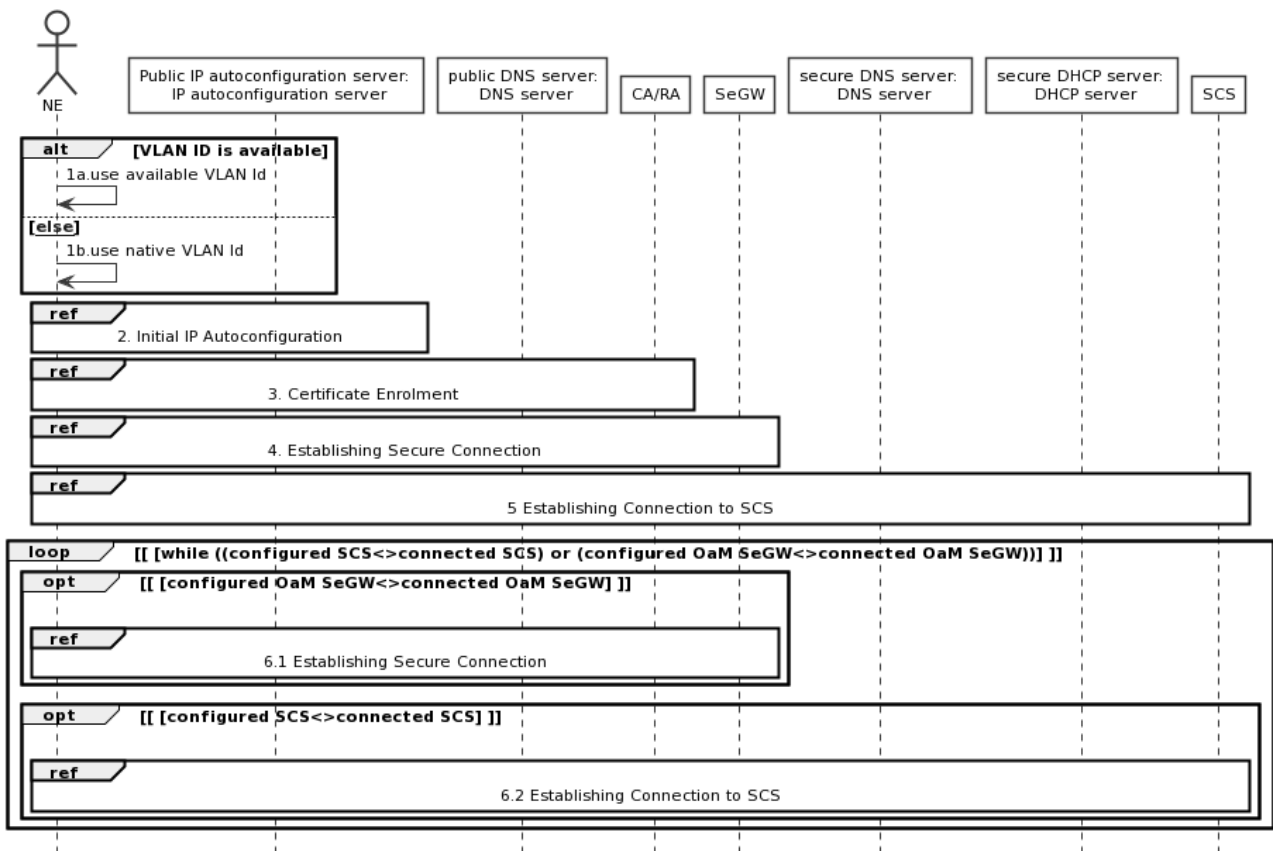 NE
Public IP autoconfiguration server:
IP autoconfiguration server
public DNS server:
DNS server
CA/RA
SeGW
secure DNS server:
DNS server
secure DHCP server:
DHCP server
SCS
alt [VLAN ID is available]
1a.use available VLAN Id
[else]
1b.use native VLAN Id
ref
2. Initial IP Autoconfiguration
ref
3. Certificate Enrolment
ref
4. Establishing Secure Connection
ref
5 Establishing Connection to SCS
loop [[ [while ((configured SCS<>connected SCS) or (configured OaM SeGW<>connected OaM SeGW))] ]]
opt [[ [configured OaM SeGW<>connected OaM SeGW] ]]
ref
6.1 Establishing Secure Connection
opt [[ [configured SCS<>connected SCS] ]]
ref
6.2 Establishing Connection to SCS